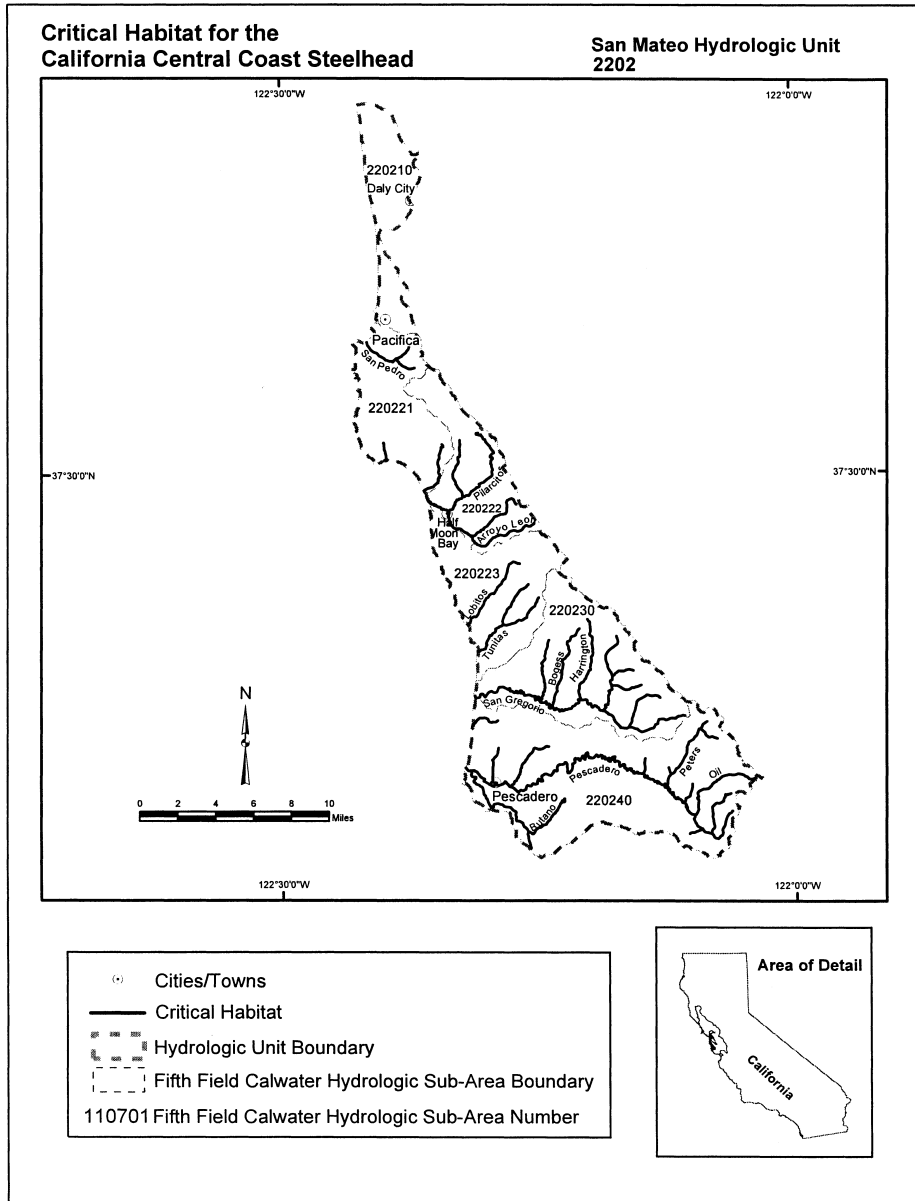 Critical Habitat for the
California Central Coast Steelhead
San Mateo Hydrologic Unit
2202
122°30'0"W
122°0'0"W
220210
Daly City
Pacifica
San Pedro
220221
37°30'0"N
37°30'0"N
Pilarcitos
220222
Half
Moon
Bay
Arroyo Leon
220223
Lobitos
220230
Tunitas
Bogess
Harrington
San Gregorio
N
Peters
Oil
Pescadero
Pescadero
220240
Butano
0 2 4 6 8 10
Miles
122°30'0"W
122°0'0"W
Cities/Towns
Critical Habitat
Hydrologic Unit Boundary
Fifth Field Calwater Hydrologic Sub-Area Boundary
110701 Fifth Field Calwater Hydrologic Sub-Area Number
Area of Detail
California